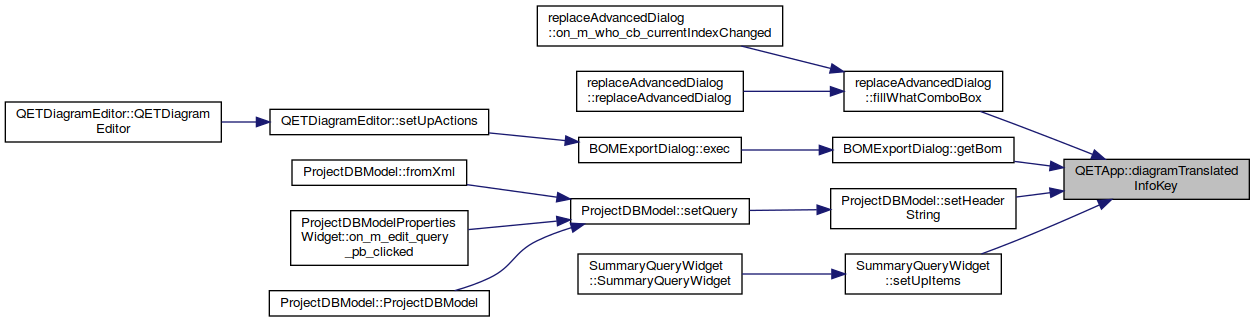 replaceAdvancedDialog
::on_m_who_cb_currentIndexChanged
replaceAdvancedDialog
::replaceAdvancedDialog
replaceAdvancedDialog
::fillWhatComboBox
QETDiagramEditor::QETDiagram
Editor
QETDiagramEditor::setUpActions
BOMExportDialog::exec
BOMExportDialog::getBom
QETApp::diagramTranslated
InfoKey
ProjectDBModel::fromXml
ProjectDBModelProperties
Widget::on_m_edit_query
_pb_clicked
ProjectDBModel::setQuery
ProjectDBModel::setHeader
String
SummaryQueryWidget
::SummaryQueryWidget
SummaryQueryWidget
::setUpItems
ProjectDBModel::ProjectDBModel